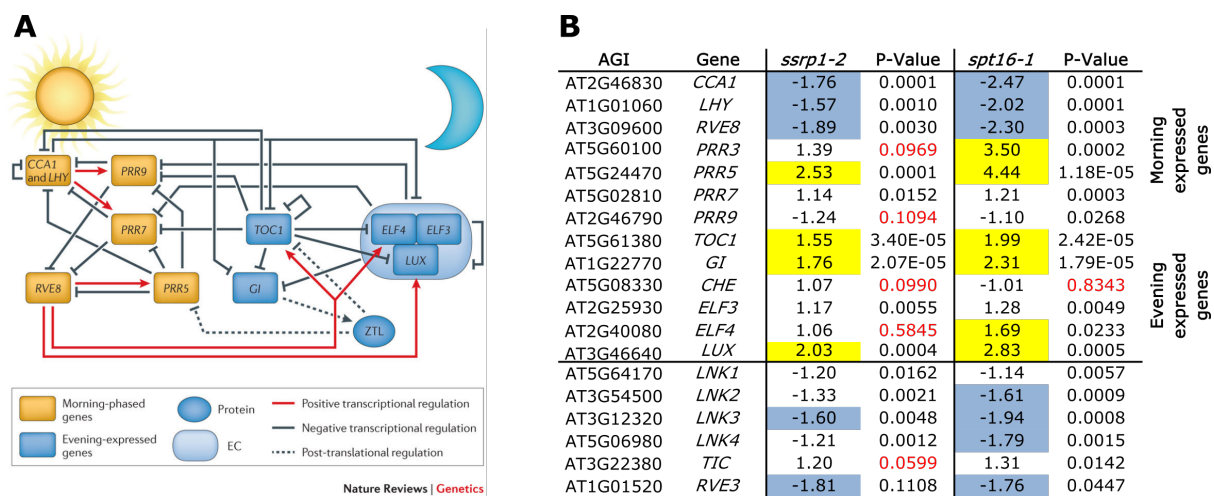 A
CCA1
and LHY
PRR9
PRR7
TOC1
ELF4 ELF3
LUX
RVE8
PRR5
GI
ZTL
Morning-phased
genes
Evening-expressed
genes
Protein
EC
Positive transcriptional regulation
Negative transcriptional regulation
Post-translational regulation
Nature Reviews | Genetics
B
AGI Gene ssrp1-2 P-Value spt16-1 P-Value
AT2G46830 CCA1 -1.76 0.0001 -2.47 0.0001
AT1G01060 LHY -1.57 0.0010 -2.02 0.0001
AT3G09600 RVE8 -1.89 0.0030 -2.30 0.0003
AT5G60100 PRR3 1.39 0.0969 3.50 0.0002
AT5G24470 PRR5 2.53 0.0001 4.44 1.18E-05
AT5G02810 PRR7 1.14 0.0152 1.21 0.0003
AT2G46790 PRR9 -1.24 0.1094 -1.10 0.0268
AT5G61380 TOC1 1.55 3.40E-05 1.99 2.42E-05
AT1G22770 GI 1.76 2.07E-05 2.31 1.79E-05
AT5G08330 CHE 1.07 0.0990 -1.01 0.8343
AT2G25930 ELF3 1.17 0.0055 1.28 0.0049
AT2G40080 ELF4 1.06 0.5845 1.69 0.0233
AT3G46640 LUX 2.03 0.0004 2.83 0.0005
AT5G64170 LNK1 -1.20 0.0162 -1.14 0.0057
AT3G54500 LNK2 -1.33 0.0021 -1.61 0.0009
AT3G12320 LNK3 -1.60 0.0048 -1.94 0.0008
AT5G06980 LNK4 -1.21 0.0012 -1.79 0.0015
AT3G22380 TIC 1.20 0.0599 1.31 0.0142
AT1G01520 RVE3 -1.81 0.1108 -1.76 0.0447
Morning
expressed
genes
Evening
expressed
genes